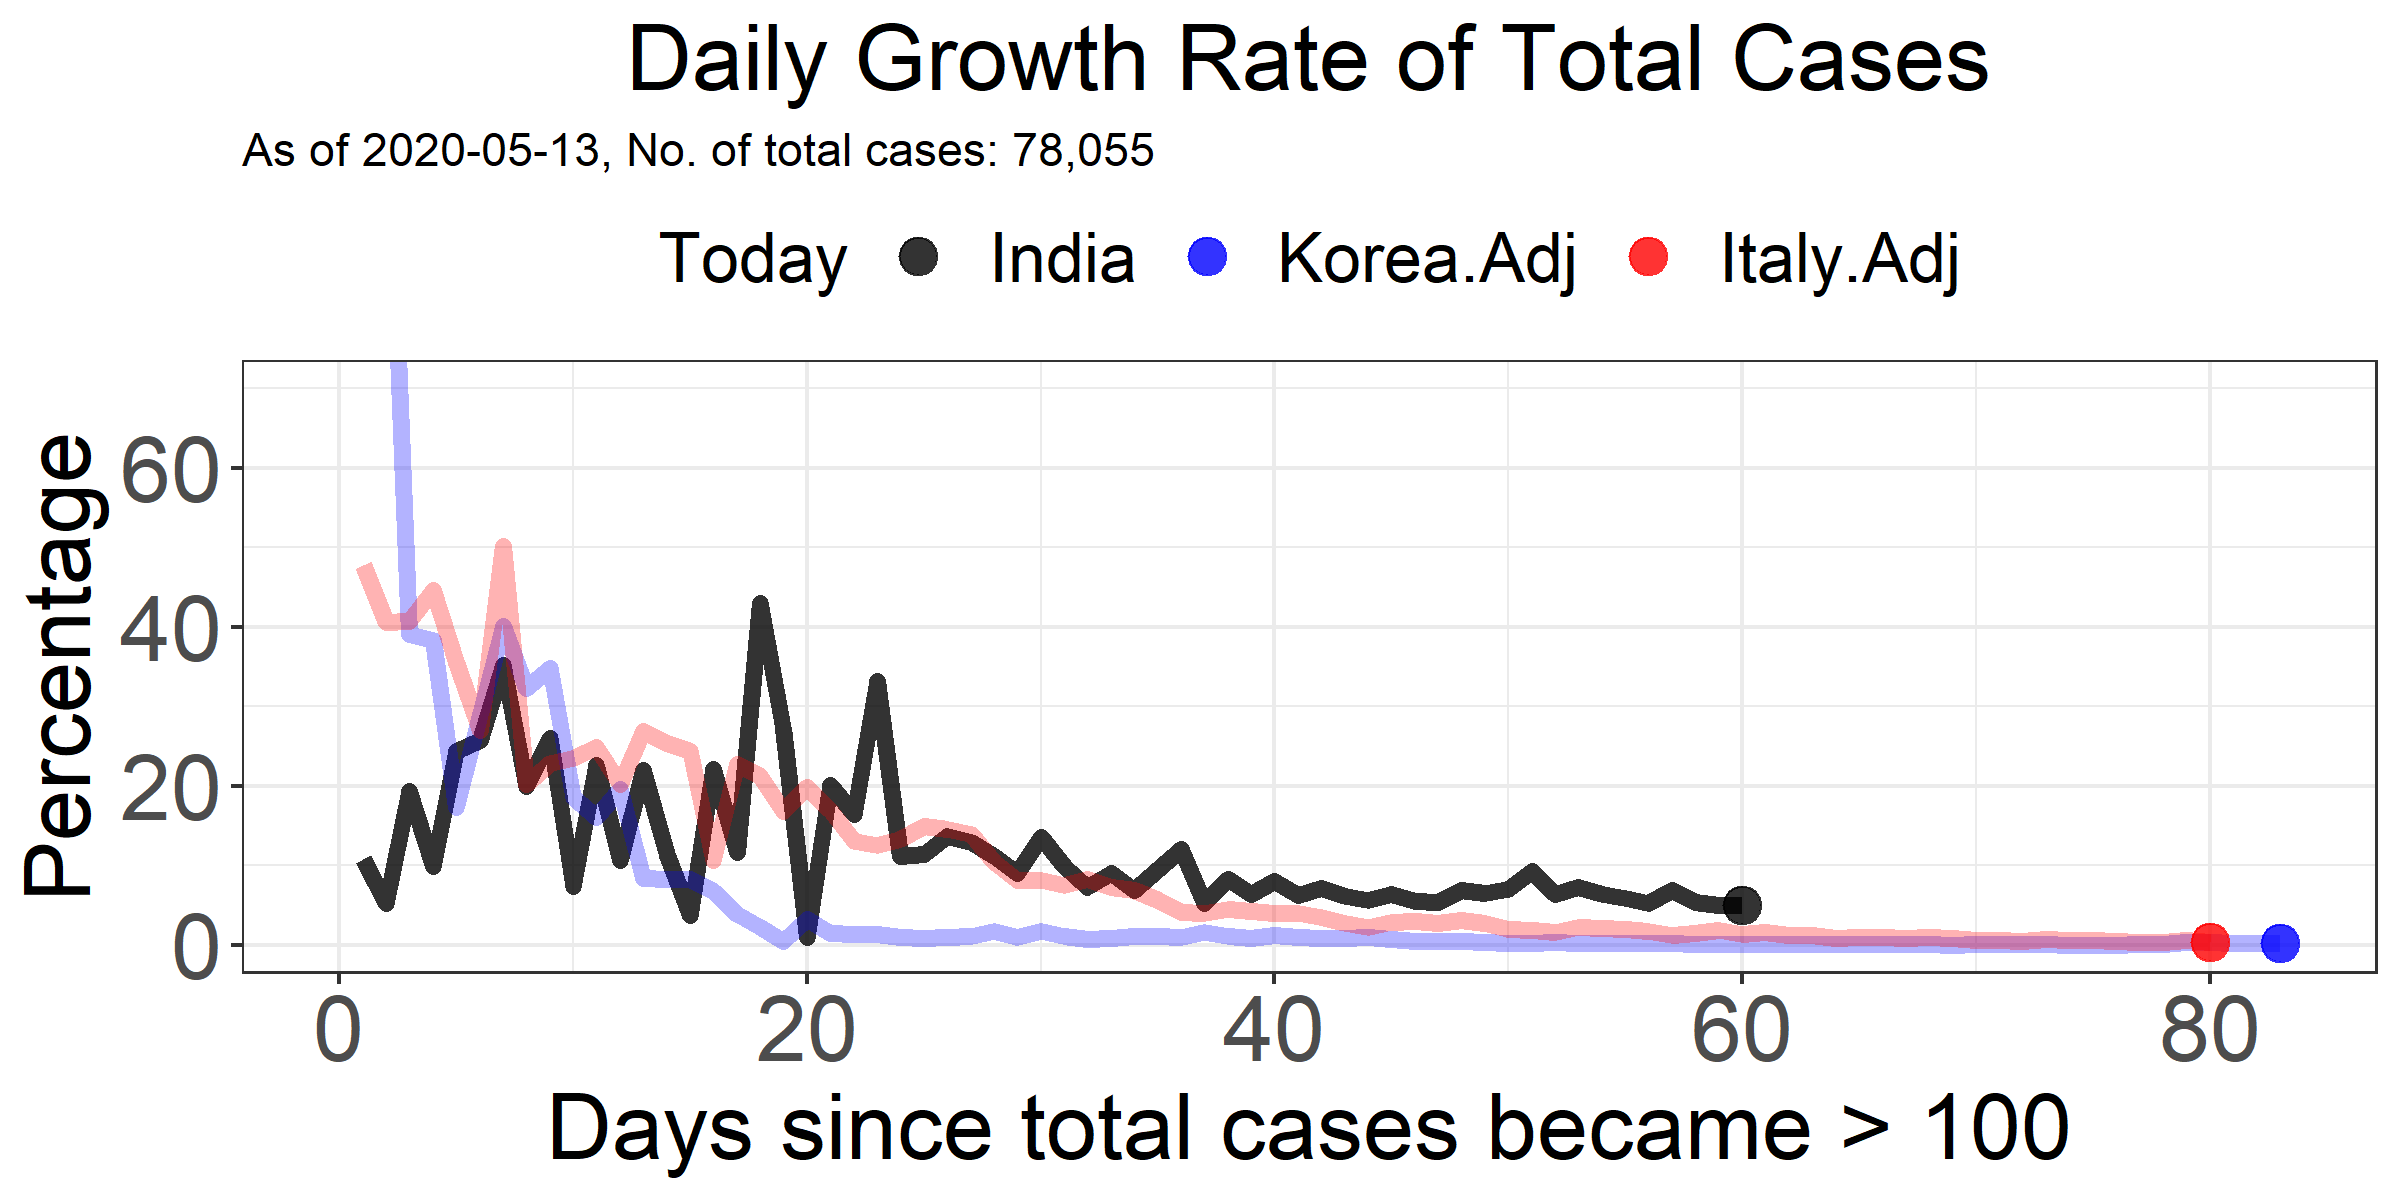 Daily Growth Rate of Total Cases
As of 2020-05-13, No. of total cases: 78,055
Today India Korea.Adj Italy.Adj
Percentage
60
40
20
0
0 20 40 60 80
Days since total cases became > 100